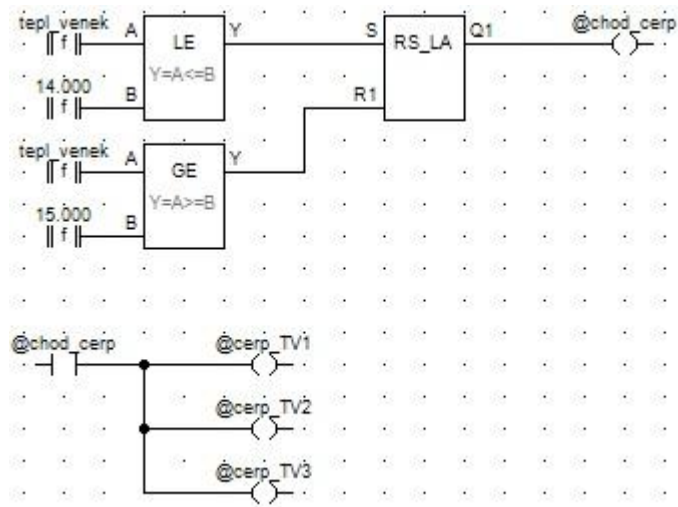 tepl_venek A LE Y S RS_LA Q1 @chod_cerp
f
Y=A<=B
14.000 B R1
f
tepl_venek A GE Y
f
Y=A>=B
15.000 B
f
@chod_cerp @cerp_TV1
@cerp_TV2
@cerp_TV3